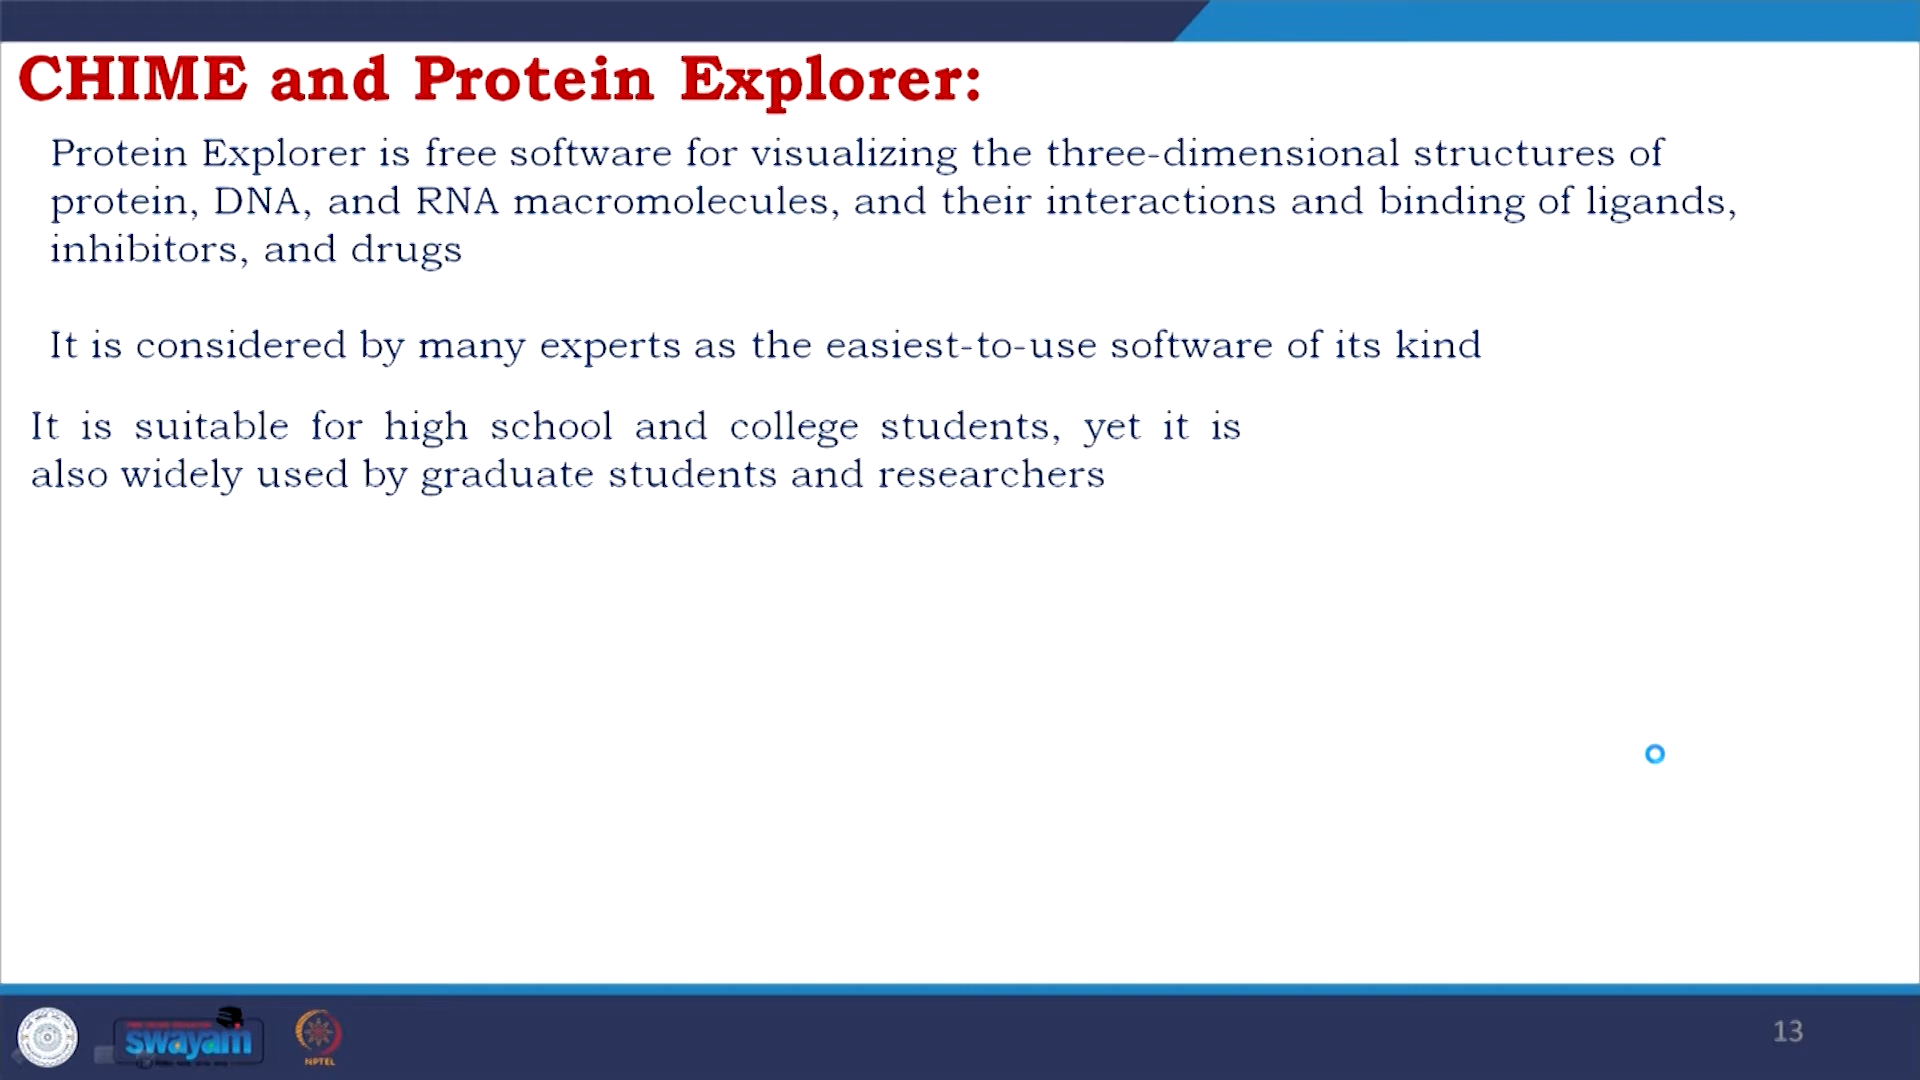 CHIME and Protein Explorer:
Protein Explorer is free software for visualizing the three-dimensional structures of
protein, DNA, and RNA macromolecules, and their interactions and binding of ligands,
inhibitors, and drugs
It is considered by many experts as the easiest-to-use software of its kind
It is suitable for high school and college students, yet it is
also widely used by graduate students and researchers
swayam
NPTEL
13